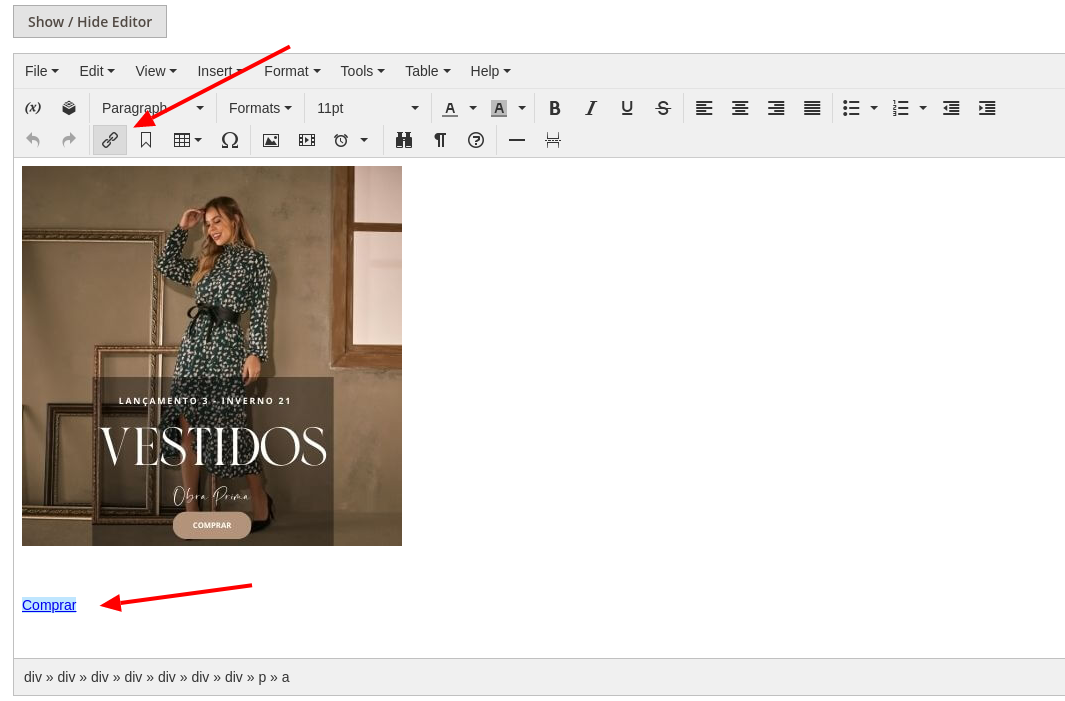 Show / Hide Editor
File Edit View Insert Format Tools Table Help
(x) Paragraph Formats 11pt A A B I U S
Ω ¶ ?
LANÇAMENTO 3 - INVERNO 21
VESTIDOS
Obra Prima
COMPRAR
Comprar
div » div » div » div » div » div » div » p » a